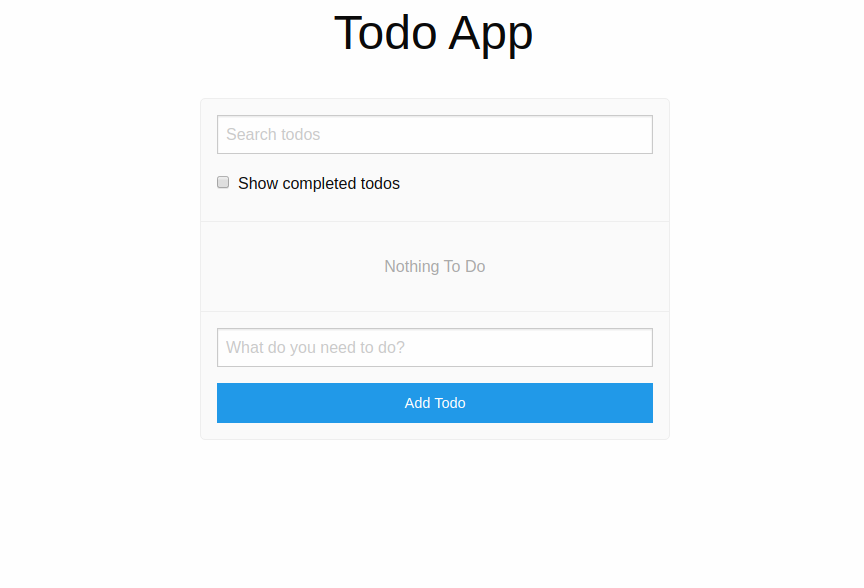 Todo App
Search todos
Show completed todos
Nothing To Do
What do you need to do?
Add Todo